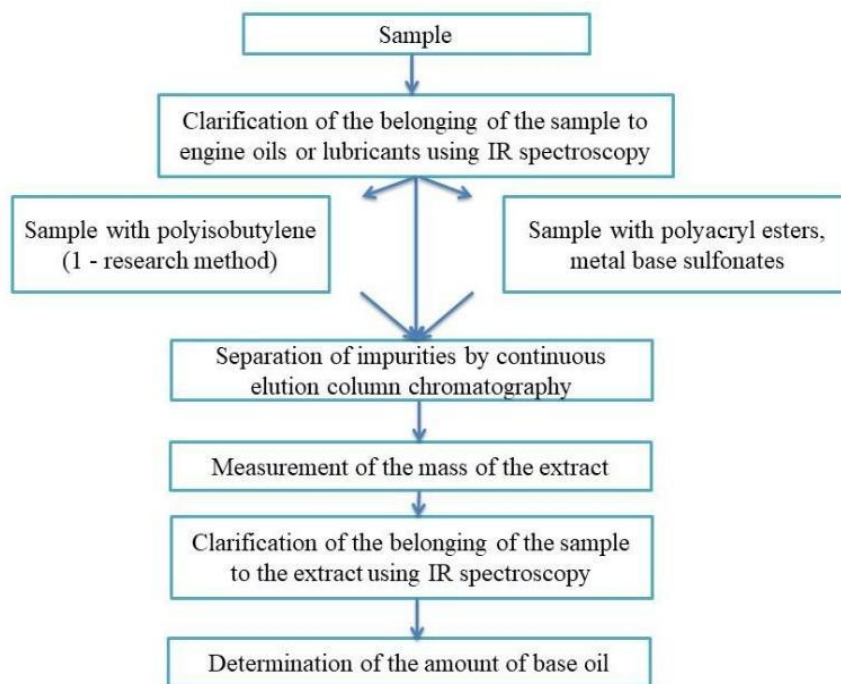 Sample
Clarification of the belonging of the sample to
engine oils or lubricants using IR spectroscopy
Sample with polyisobutylene
(1 - research method)
Sample with polyacryl esters,
metal base sulfonates
Separation of impurities by continuous
elution column chromatography
Measurement of the mass of the extract
Clarification of the belonging of the sample
to the extract using IR spectroscopy
Determination of the amount of base oil